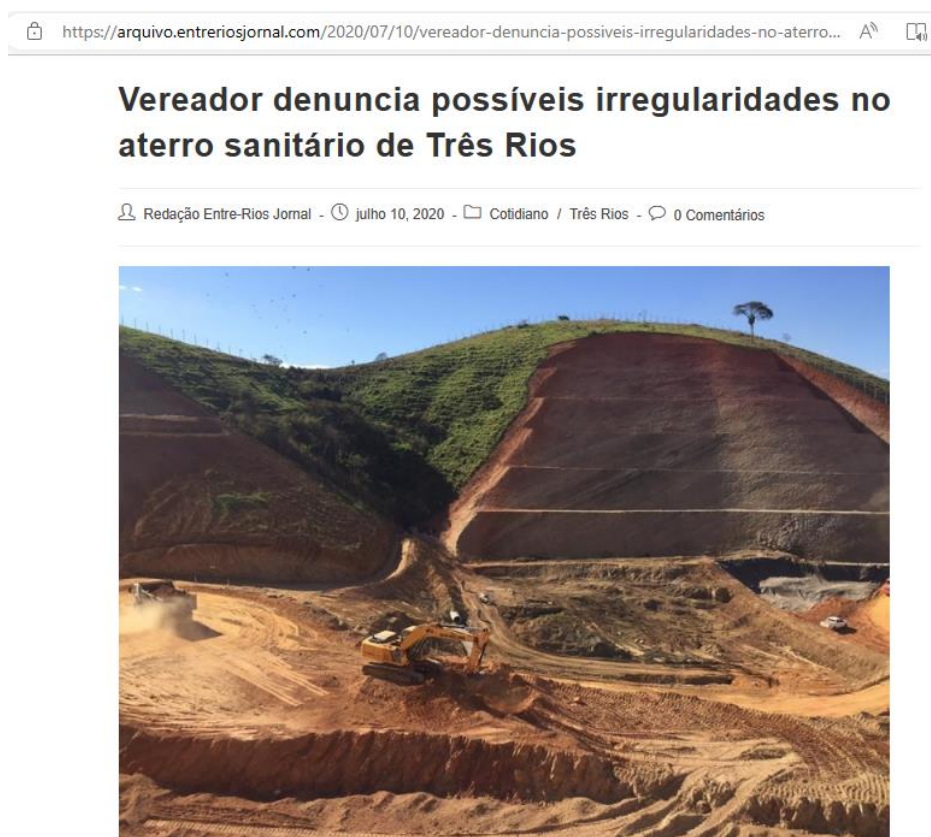 https://arquivo.entreriosjornal.com/2020/07/10/vereador-denuncia-possiveis-irregularidades-no-aterro...
Vereador denuncia possíveis irregularidades no
aterro sanitário de Três Rios
Redação Entre-Rios Jornal - julho 10, 2020 - Cotidiano / Três Rios - 0 Comentários